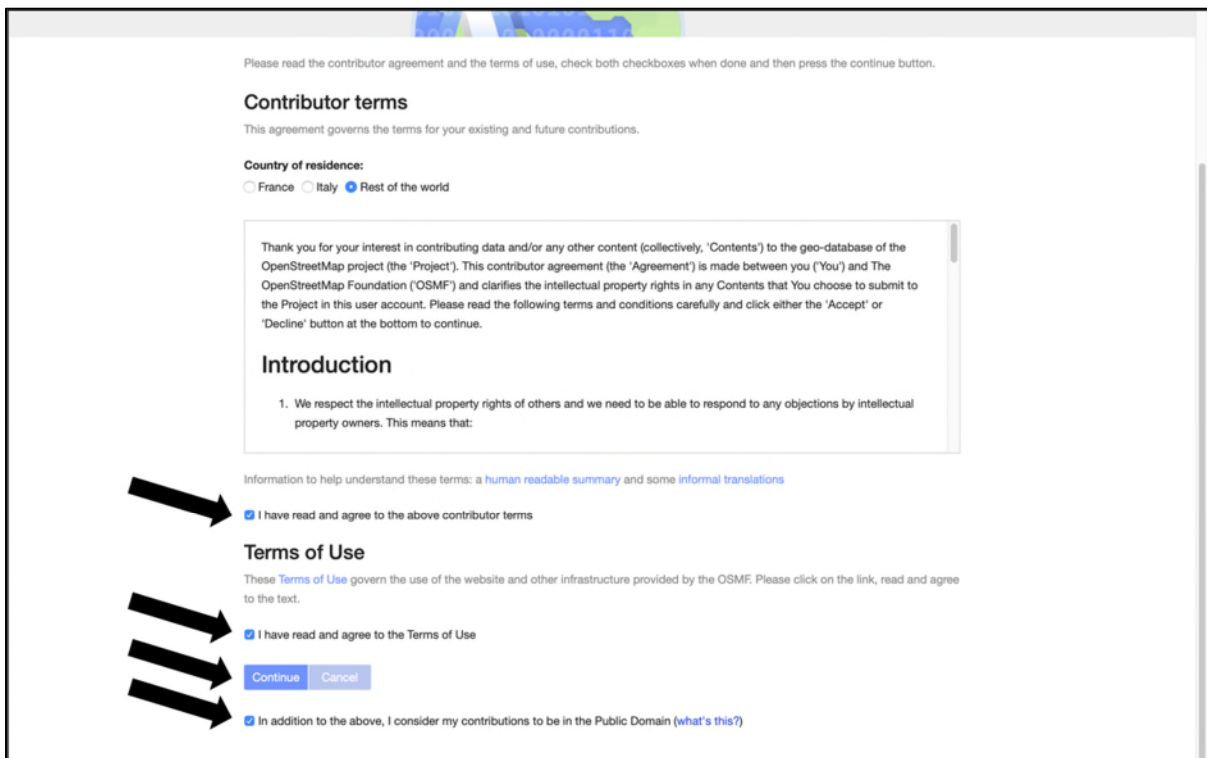 Please read the contributor agreement and the terms of use, check both checkboxes when done and then press the continue button.
Contributor terms
This agreement governs the terms for your existing and future contributions.
Country of residence:
France Italy Rest of the world
Thank you for your interest in contributing data and/or any other content (collectively, 'Contents') to the geo-database of the
OpenStreetMap project (the 'Project'). This contributor agreement (the 'Agreement') is made between you ('You') and The
OpenStreetMap Foundation ('OSMF') and clarifies the intellectual property rights in any Contents that You choose to submit to
the Project in this user account. Please read the following terms and conditions carefully and click either the 'Accept' or
'Decline' button at the bottom to continue.
Introduction
1. We respect the intellectual property rights of others and we need to be able to respond to any objections by intellectual
property owners. This means that:
Information to help understand these terms: a human readable summary and some informal translations
I have read and agree to the above contributor terms
Terms of Use
These Terms of Use govern the use of the website and other infrastructure provided by the OSMF. Please click on the link, read and agree
to the text.
I have read and agree to the Terms of Use
Continue Cancel
In addition to the above, I consider my contributions to be in the Public Domain (what's this?)